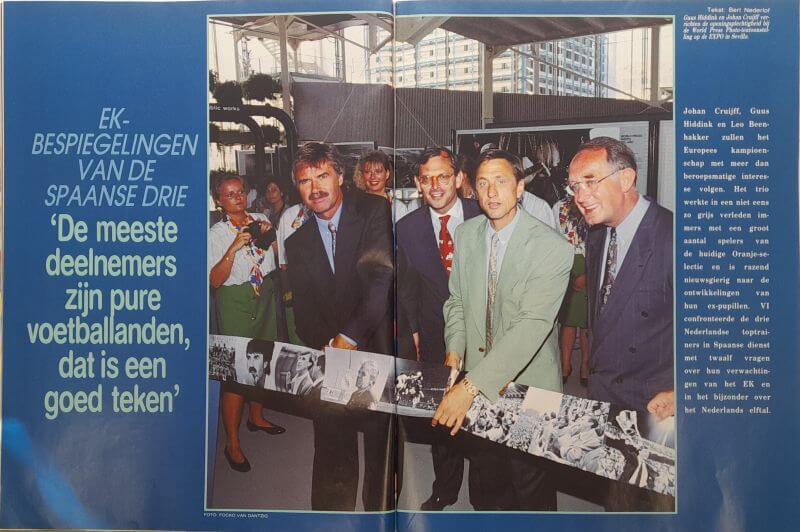 Tekst: Bert Nederlof
Guus Hiddink en Johan Cruijff ver-
richten de openingsplechtigheid bij
de World Press Photo-tentoonstel-
ling op de EXPO in Sevilla.
EK-
BESPIEGELINGEN
VAN DE
SPAANSE DRIE
‘De meeste
deelnemers
zijn pure
voetballanden,
dat is een
goed teken’
blic works
Johan Cruijff, Guus
Hiddink en Leo Been-
hakker zullen het
Europees kampioen-
schap met meer dan
beroepsmatige interes-
se volgen. Het trio
werkte in een niet eens
zo grijs verleden im-
mers met een groot
aantal spelers van
de huidige Oranje-se-
lectie en is razend
nieuwsgierig naar de
ontwikkelingen van
hun ex-pupillen. VI
confronteerde de drie
Nederlandse toptrai-
ners in Spaanse dienst
met twaalf vragen
over hun verwachtin-
gen van het EK en
in het bijzonder over
het Nederlands elftal.
FOTO: FOCKO VAN DANTZIG